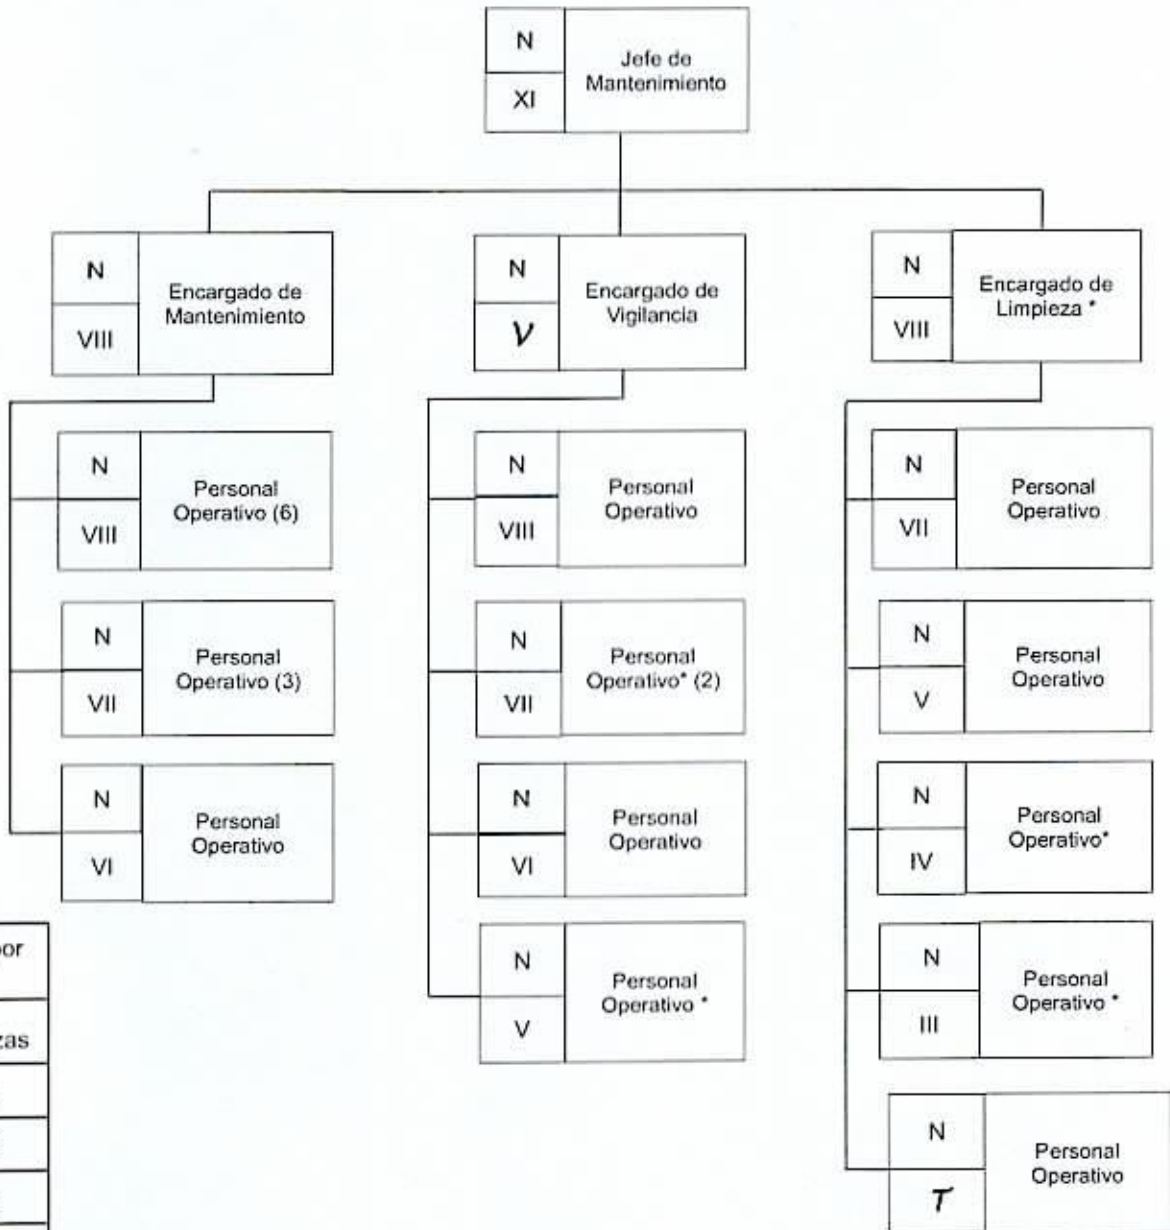 N
XI
Jefe de
Mantenimiento
N
VIII
Encargado de
Mantenimiento
N
V
Encargado de
Vigilancia
N
VIII
Encargado de
Limpieza *
N
VIII
Personal
Operativo (6)
N
VII
Personal
Operativo (3)
N
VI
Personal
Operativo
N
VIII
Personal
Operativo
N
VII
Personal
Operativo* (2)
N
VI
Personal
Operativo
N
V
Personal
Operativo *
N
VII
Personal
Operativo
N
V
Personal
Operativo
N
IV
Personal
Operativo*
N
III
Personal
Operativo *
N
T
Personal
Operativo
por
zas